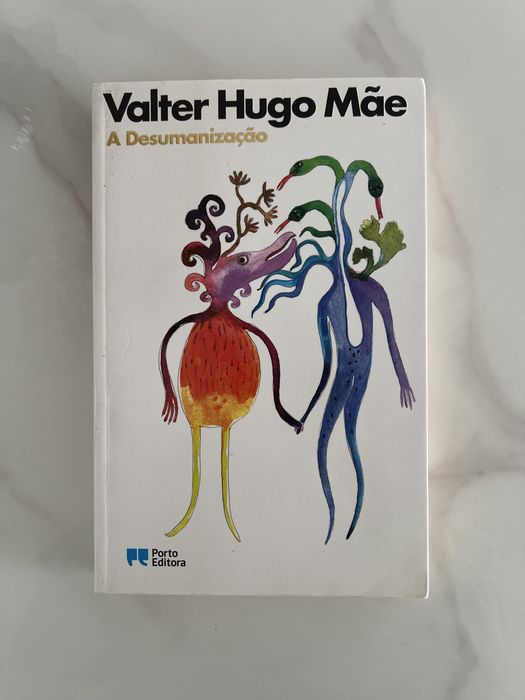 Valter Hugo Mãe
A Desumanização
Porto
Editora